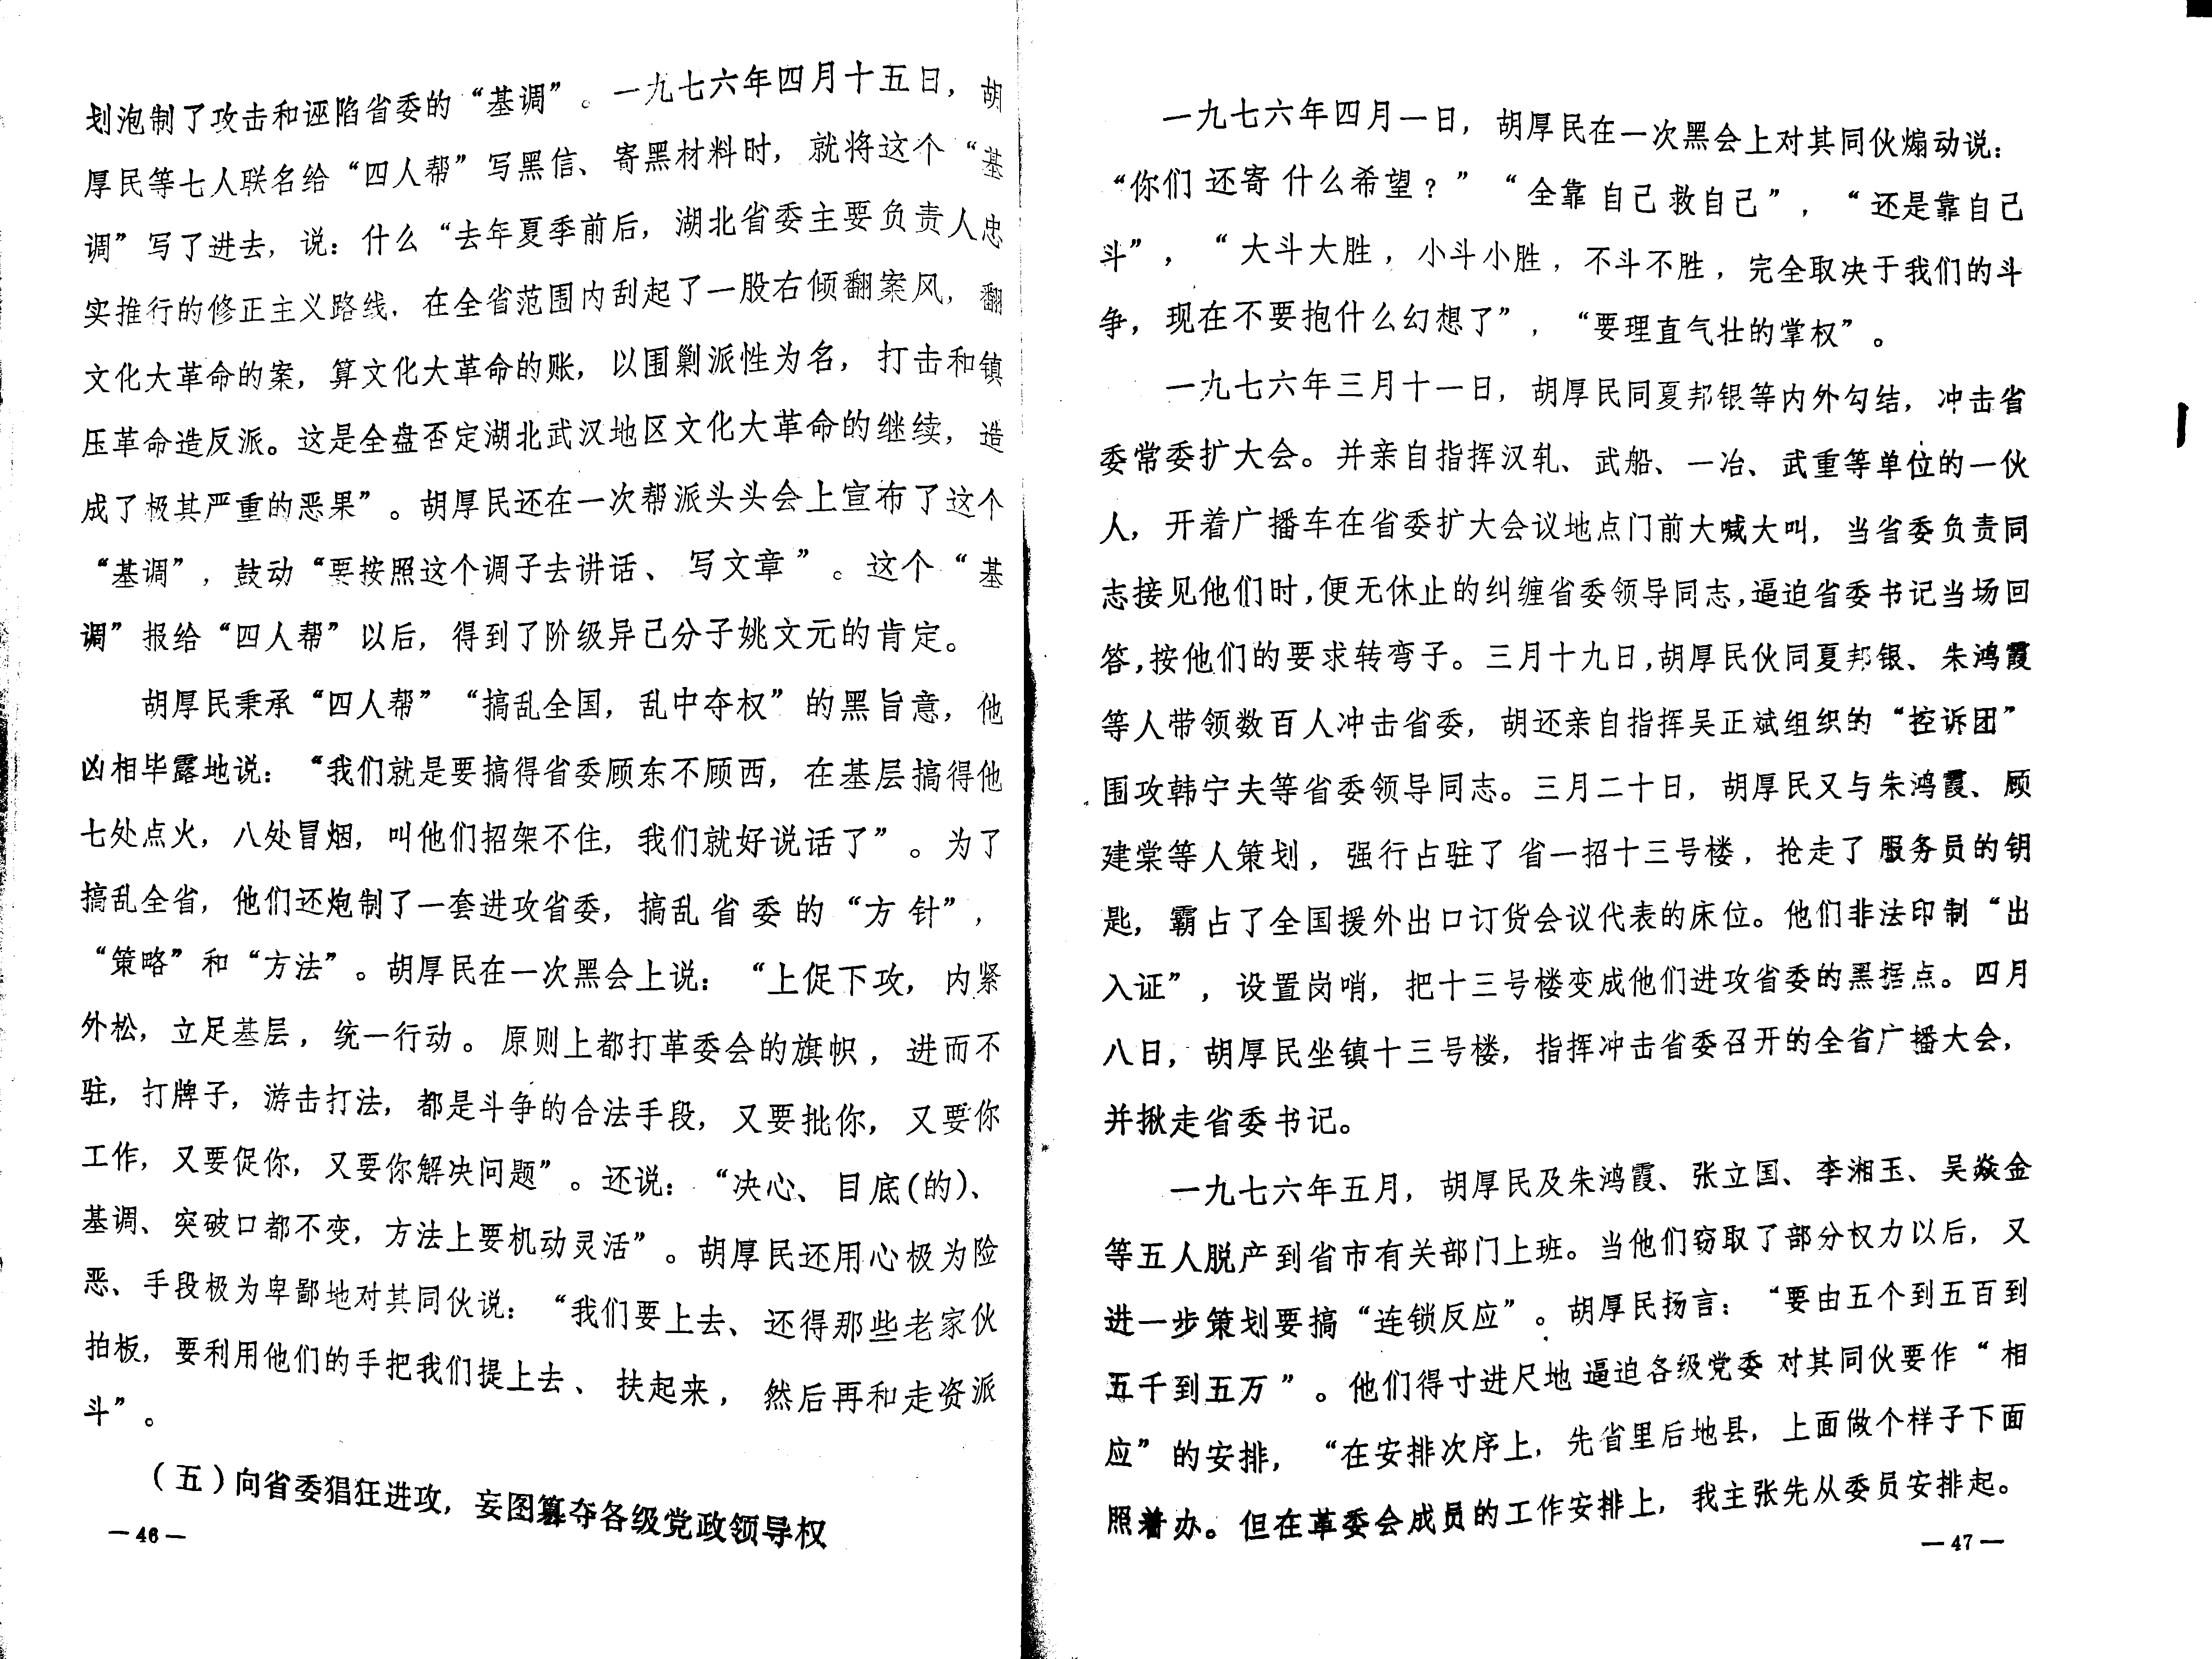 划泡制了攻击和诬陷省委的“基调”。一九七六年四月十五日，胡
厚民等七人联名给“四人帮”写黑信、寄黑材料时，就将这个“基
调”写了进去，说：什么“去年夏季前后，湖北省委主要负责人忠
实推行的修正主义路线，在全省范围内刮起了一股右倾翻案风，翻
文化大革命的案，算文化大革命的账，以围剿派性为名，打击和镇
压革命造反派。这是全盘否定湖北武汉地区文化大革命的继续，造
成了极其严重的恶果”。胡厚民还在一次帮派头头会上宣布了这个
“基调”，鼓动“要按照这个调子去讲话、写文章”。这个“基
调”报给“四人帮”以后，得到了阶级异己分子姚文元的肯定。
胡厚民秉承“四人帮”“搞乱全国，乱中夺权”的黑旨意，他
凶相毕露地说：“我们就是要搞得省委顾东不顾西，在基层搞得他
七处点火，八处冒烟，叫他们招架不住，我们就好说话了”。为了
搞乱全省，他们还炮制了一套进攻省委，搞乱省委的“方针”，
“策略”和“方法”。胡厚民在一次黑会上说：“上促下攻，内紧
外松，立足基层，统一行动。原则上都打革委会的旗帜，进而不
驻，打牌子，游击打法，都是斗争的合法手段，又要批你，又要你
工作，又要促你，又要你解决问题”。还说：“决心、目底(的)、
基调、突破口都不变，方法上要机动灵活”。胡厚民还用心极为险
恶、手段极为卑鄙地对其同伙说：“我们要上去、还得那些老家伙
拍板，要利用他们的手把我们提上去、扶起来，然后再和走资派
斗”。
（五）向省委猖狂进攻，妄图篡夺各级党政领导权
—46—
一九七六年四月一日，胡厚民在一次黑会上对其同伙煽动说：
“你们还寄什么希望？”“全靠自己救自己”，“还是靠自己
斗”，“大斗大胜，小斗小胜，不斗不胜，完全取决于我们的斗
争，现在不要抱什么幻想了”，“要理直气壮的掌权”。
一九七六年三月十一日，胡厚民同夏邦银等内外勾结，冲击省
委常委扩大会。并亲自指挥汉轧、武船、一冶、武重等单位的一伙
人，开着广播车在省委扩大会议地点门前大喊大叫，当省委负责同
志接见他们时，便无休止的纠缠省委领导同志，逼迫省委书记当场回
答，按他们的要求转弯子。三月十九日，胡厚民伙同夏邦银、朱鸿霞
等人带领数百人冲击省委，胡还亲自指挥吴正斌组织的“控诉团”
围攻韩宁夫等省委领导同志。三月二十日，胡厚民又与朱鸿霞、顾
建棠等人策划，强行占驻了省一招十三号楼，抢走了服务员的钥
匙，霸占了全国援外出口订货会议代表的床位。他们非法印制“出
入证”，设置岗哨，把十三号楼变成他们进攻省委的黑据点。四月
八日，胡厚民坐镇十三号楼，指挥冲击省委召开的全省广播大会，
并揪走省委书记。
一九七六年五月，胡厚民及朱鸿霞、张立国、李湘玉、吴焱金
等五人脱产到省市有关部门上班。当他们窃取了部分权力以后，又
进一步策划要搞“连锁反应”。胡厚民扬言：“要由五个到五百到
五千到五万”。他们得寸进尺地逼迫各级党委对其同伙要作“相
应”的安排，“在安排次序上，先省里后地县，上面做个样子下面
照着办。但在革委会成员的工作安排上，我主张先从委员安排起。
—47—